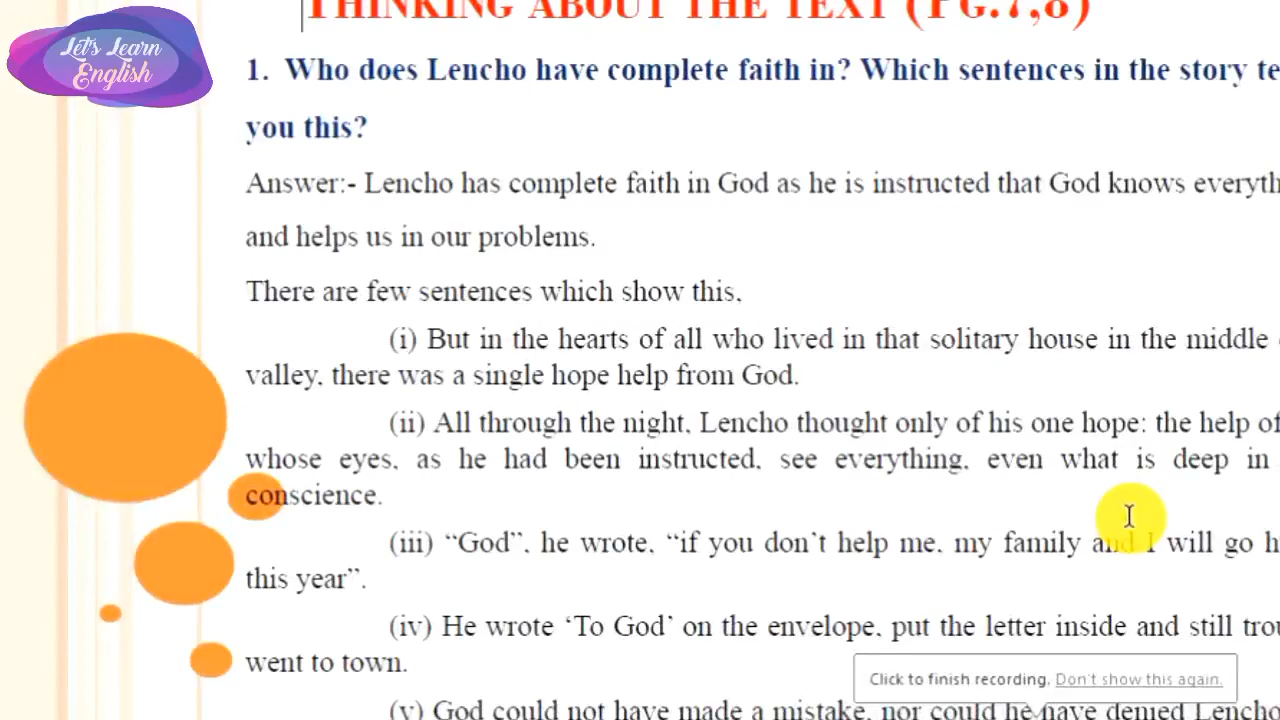 Let's Learn
English
THINKING ABOUT THE TEXT (PG.7,8)
1. Who does Lencho have complete faith in? Which sentences in the story te
you this?
Answer:- Lencho has complete faith in God as he is instructed that God knows everyth
and helps us in our problems.
There are few sentences which show this.
(i) But in the hearts of all who lived in that solitary house in the middle
valley, there was a single hope help from God.
(ii) All through the night, Lencho thought only of his one hope: the help of
whose eyes, as he had been instructed, see everything, even what is deep in
conscience.
(iii) “God”, he wrote, “if you don’t help me, my family and I will go h
this year”.
(iv) He wrote ‘To God’ on the envelope, put the letter inside and still trou
went to town.
Click to finish recording. Don't show this again.
(v) God could not have made a mistake, nor could he have denied Lencho